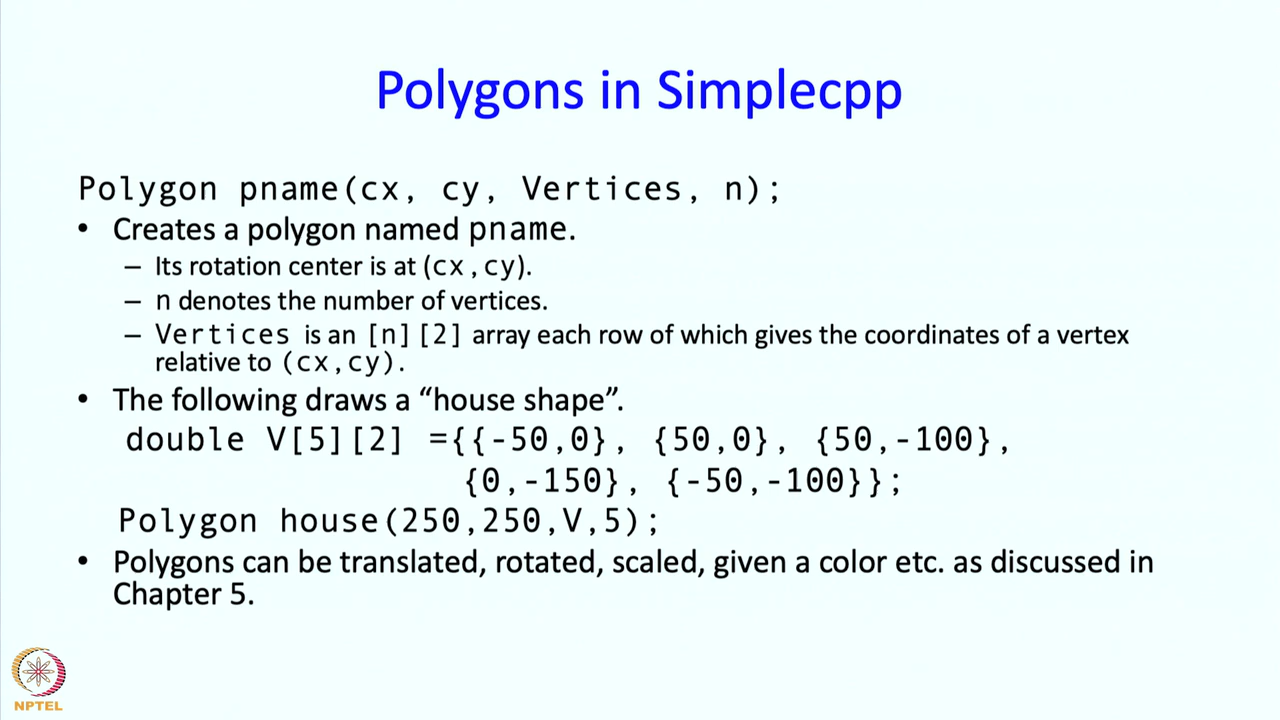 Polygons in Simplecpp
Polygon pname(cx, cy, Vertices, n);
• Creates a polygon named pname.
– Its rotation center is at (cx,cy).
– n denotes the number of vertices.
– Vertices is an [n][2] array each row of which gives the coordinates of a vertex
relative to (cx,cy).
• The following draws a “house shape”.
double V[5][2] ={{-50,0}, {50,0}, {50,-100},
{0,-150}, {-50,-100}};
Polygon house(250,250,V,5);
• Polygons can be translated, rotated, scaled, given a color etc. as discussed in
Chapter 5.
NPTEL